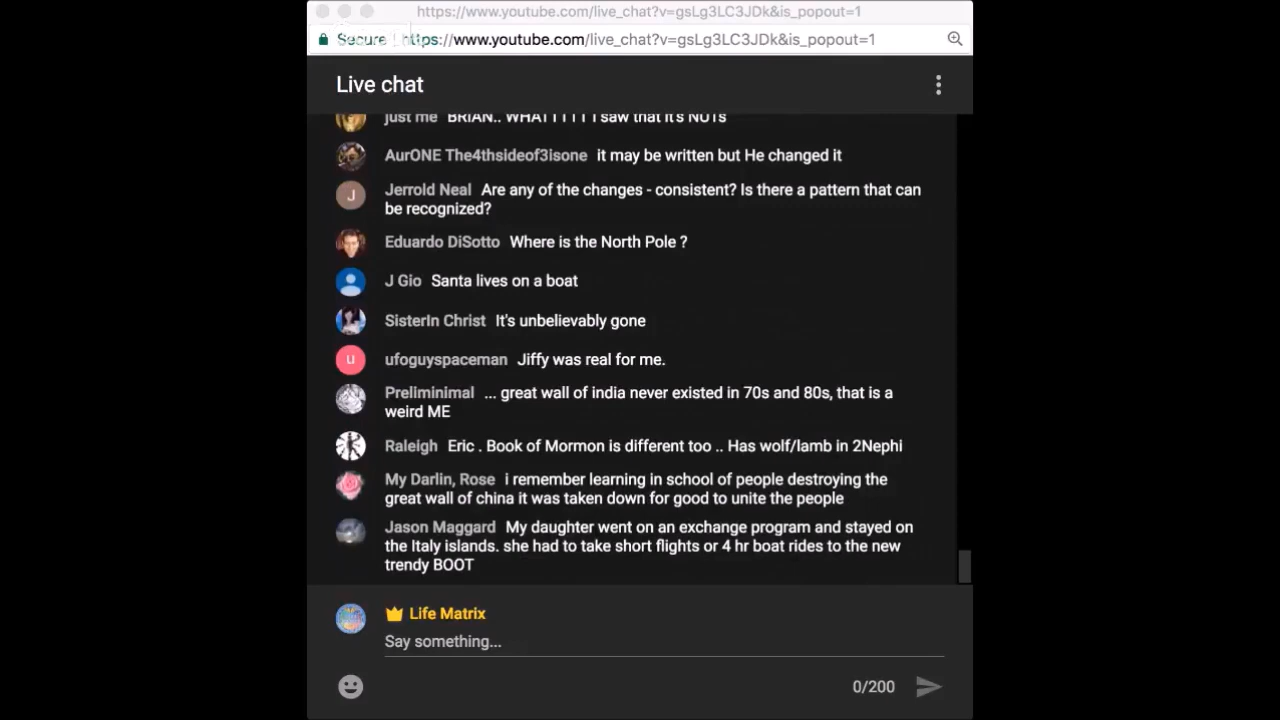 https://www.youtube.com/live_chat?v=gsLg3LC3JDk&is_popout=1
Secure https://www.youtube.com/live_chat?v=gsLg3LC3JDk&is_popout=1
Live chat
just me BRIAN.. WHATTTTT I saw that it's NUTs
AurONE The4thsideof3isone it may be written but He changed it
J
Jerrold Neal Are any of the changes - consistent? Is there a pattern that can
be recognized?
Eduardo DiSotto Where is the North Pole ?
J Gio Santa lives on a boat
SisterIn Christ It's unbelievably gone
u
ufoguyspaceman Jiffy was real for me.
Preliminimal ... great wall of india never existed in 70s and 80s, that is a
weird ME
Raleigh Eric . Book of Mormon is different too .. Has wolf/lamb in 2Nephi
My Darlin, Rose i remember learning in school of people destroying the
great wall of china it was taken down for good to unite the people
Jason Maggard My daughter went on an exchange program and stayed on
the Italy islands. she had to take short flights or 4 hr boat rides to the new
trendy BOOT
Life Matrix
Say something...
0/200